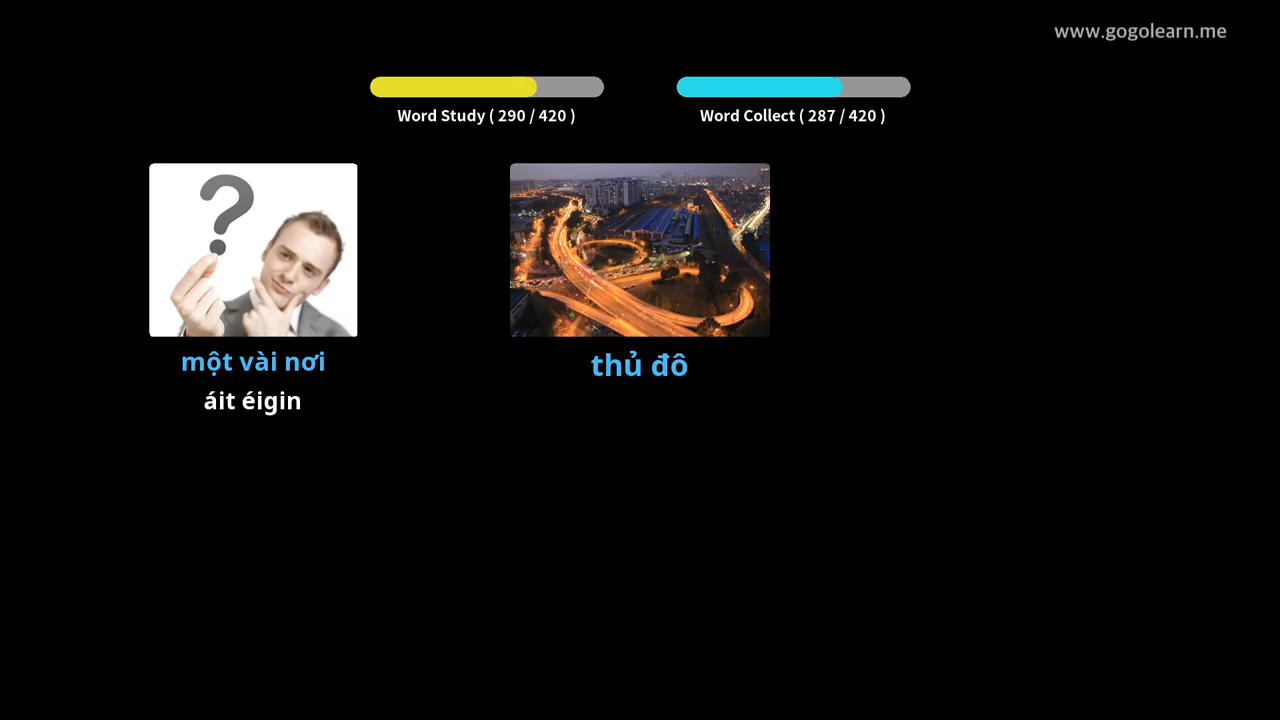 www.gogolearn.me
Word Study ( 290 / 420 )
Word Collect ( 287 / 420 )
một vài nơi
áit éigin
thủ đô